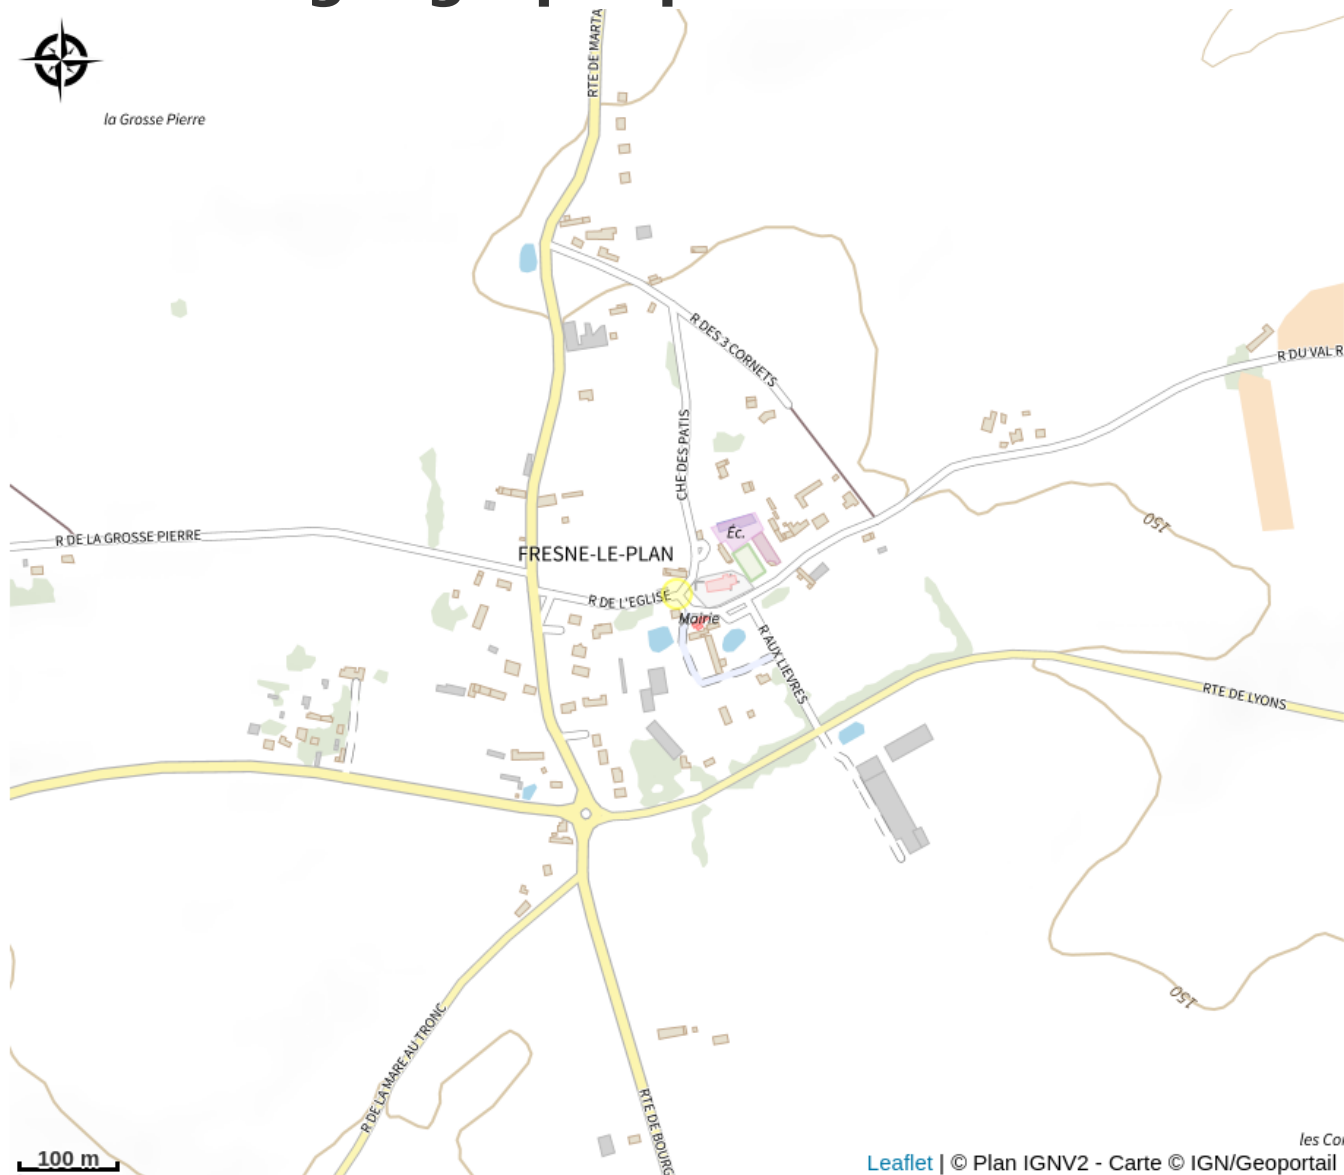 RTE DE MARTA
la Grosse Pierre
R DES 3 CORNETS
R DU VAL R
CHE DES PATIS
150
Éc.
R DE LA GROSSE PIERRE
FRESNE-LE-PLAN
R DE L'EGLISE
Mairie
R AUX LIEVRES
RTE DE LYONS
150
R DE LA MARE AU TRONC
RTE DE BOURG
les Co
100 m
Leaflet | © Plan IGNV2 - Carte © IGN/Geoportail